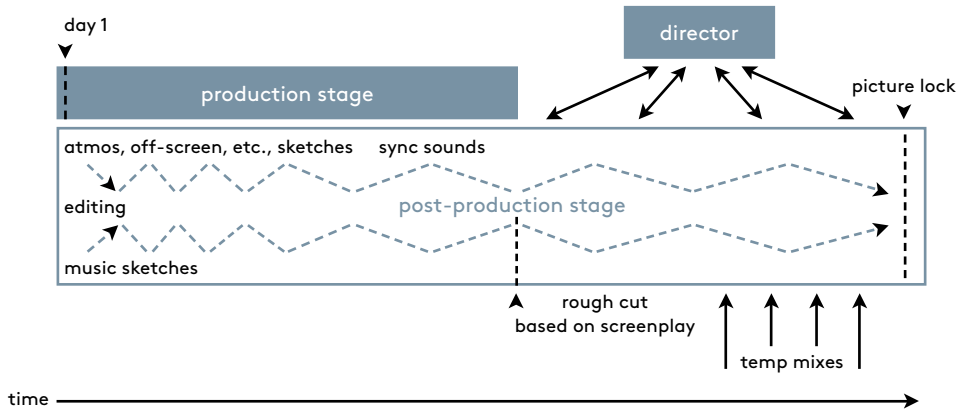 day 1
director
production stage
picture lock
atmos, off-screen, etc., sketches sync sounds
editing
post-production stage
music sketches
rough cut
based on screenplay
temp mixes
time